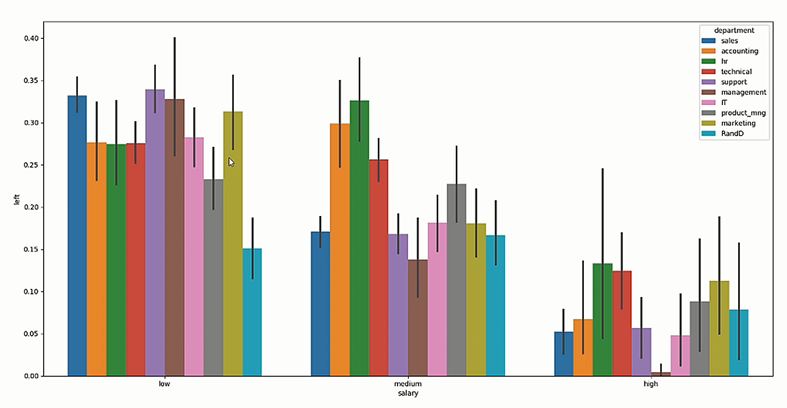 department
sales
accounting
hr
technical
support
management
IT
product_mng
marketing
RandD
0.40
0.35
0.30
0.25
0.20
0.15
0.10
0.05
0.00
left
low
medium
high
salary